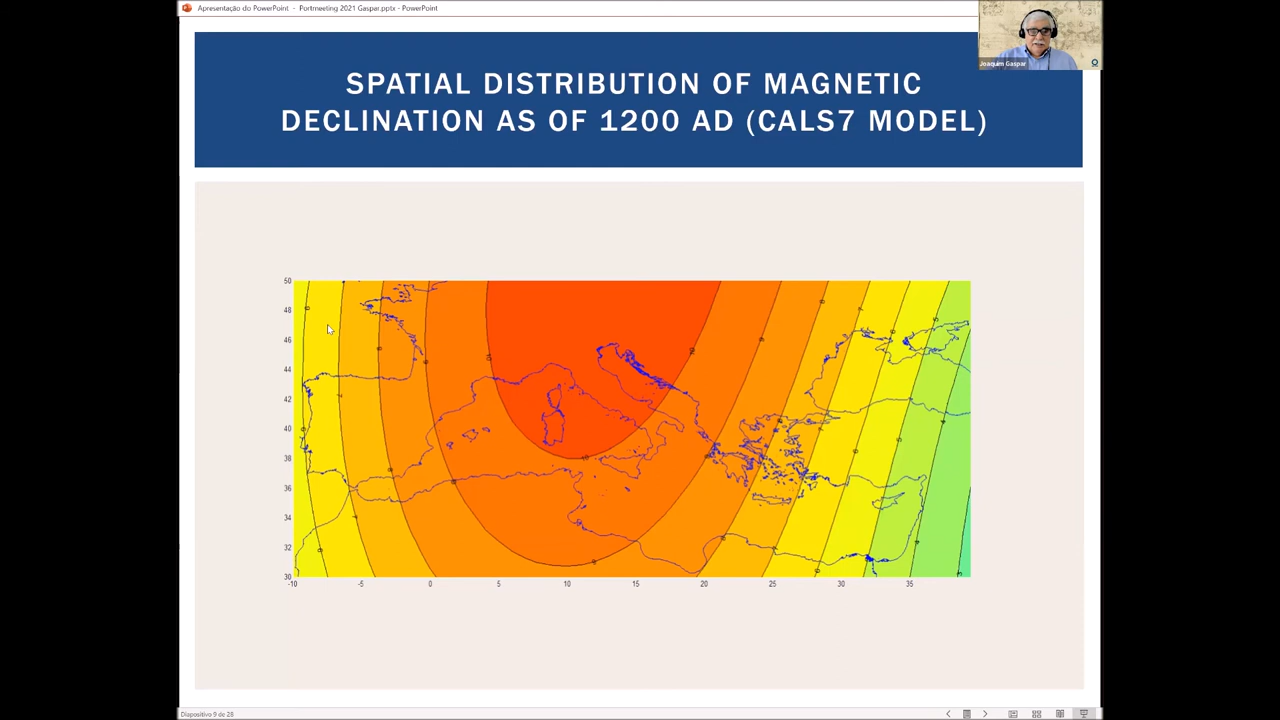 Apresentação do PowerPoint - Portmeeting 2021 Gaspar.pptx - PowerPoint
Joaquim Gaspar
SPATIAL DISTRIBUTION OF MAGNETIC
DECLINATION AS OF 1200 AD (CALS7 MODEL)
50
48
46
44
42
40
38
36
34
32
30
-10 -5 0 5 10 15 20 25 30 35
Diapositivo 9 de 28